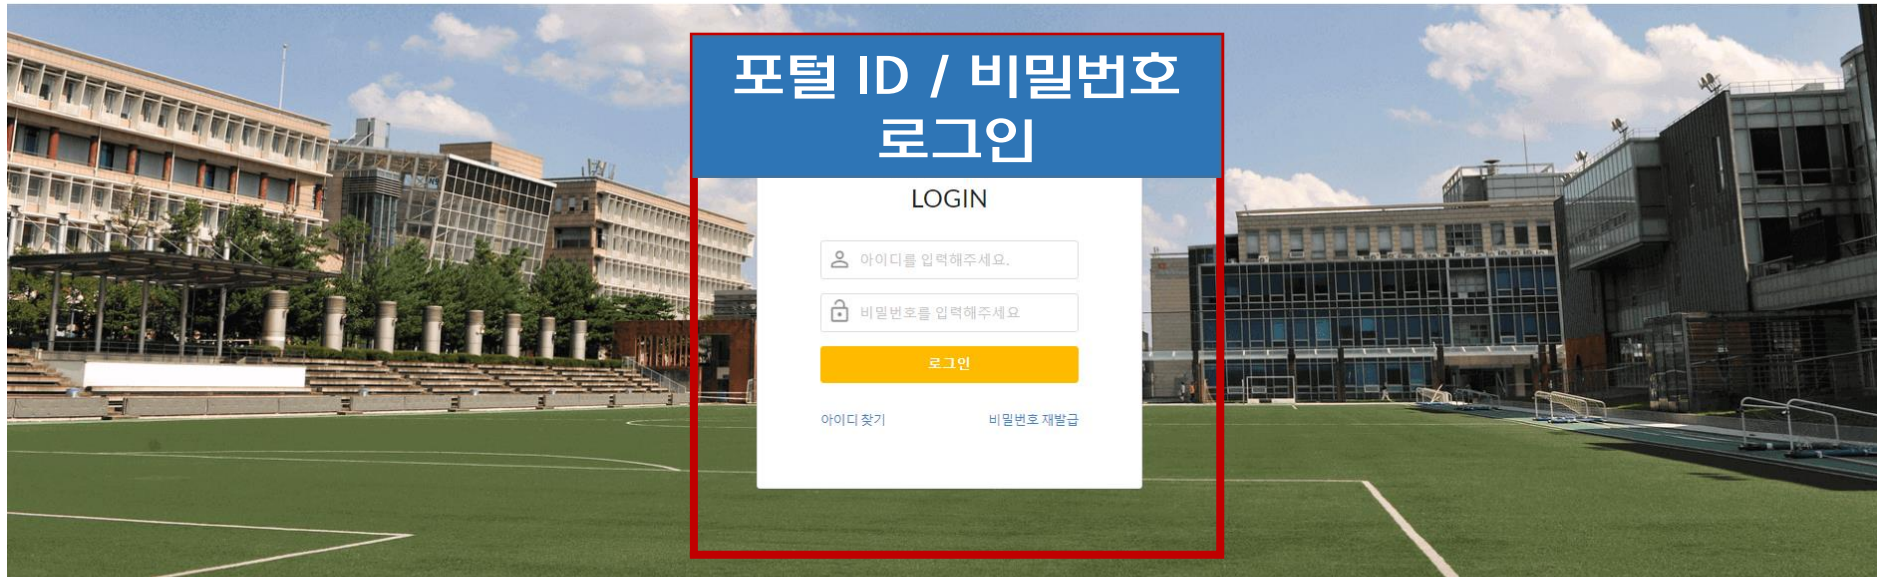 포털 ID / 비밀번호
로그인
LOGIN
아이디를 입력해주세요.
비밀번호를 입력해주세요
로그인
아이디 찾기
비밀번호 재발급